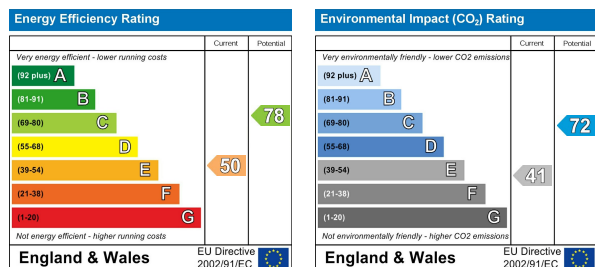 Energy Efficiency Rating
Current Potential
Very energy efficient - lower running costs
(92 plus) A
(81-91) B
(69-80) C
78
(55-68) D
(39-54) E
50
(21-38) F
(1-20) G
Not energy efficient - higher running costs
England & Wales
EU Directive
2002/91/EC
Environmental Impact (CO₂) Rating
Current Potential
Very environmentally friendly - lower CO2 emissions
(92 plus) A
(81-91) B
(69-80) C
72
(55-68) D
(39-54) E
41
(21-38) F
(1-20) G
Not environmentally friendly - higher CO2 emissions
England & Wales
EU Directive
2002/91/EC